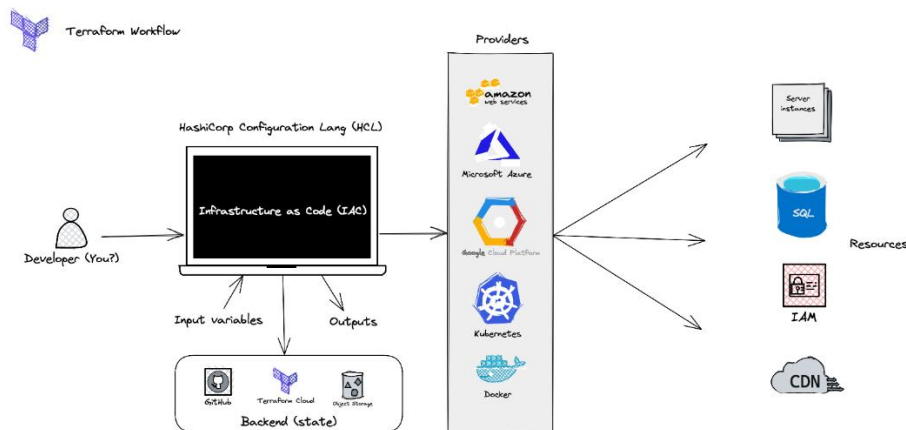 Terraform Workflow
Providers
amazon
web services
Server
instances
HashiCorp Configuration Lang (HCL)
Microsoft Azure
Infrastructure as Code (IAC)
SQL
Developer (You?)
Google Cloud Platform
Resources
Input variables
Outputs
IAM
Kubernetes
GitHub
Terraform Cloud
Object Storage
Docker
CDN
Backend (state)